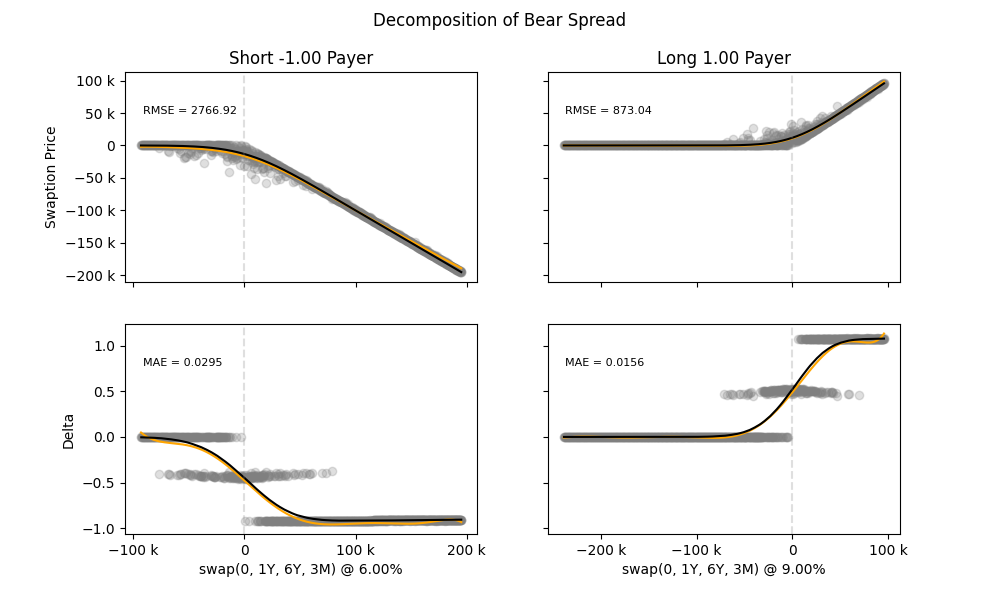 Decomposition of Bear Spread
Short -1.00 Payer
Long 1.00 Payer
100 k
50 k
0
−50 k
−100 k
−150 k
−200 k
Swaption Price
RMSE = 2766.92
RMSE = 873.04
1.0
0.5
0.0
−0.5
−1.0
Delta
MAE = 0.0295
MAE = 0.0156
−100 k
0
100 k
200 k
swap(0, 1Y, 6Y, 3M) @ 6.00%
−200 k
−100 k
0
100 k
swap(0, 1Y, 6Y, 3M) @ 9.00%